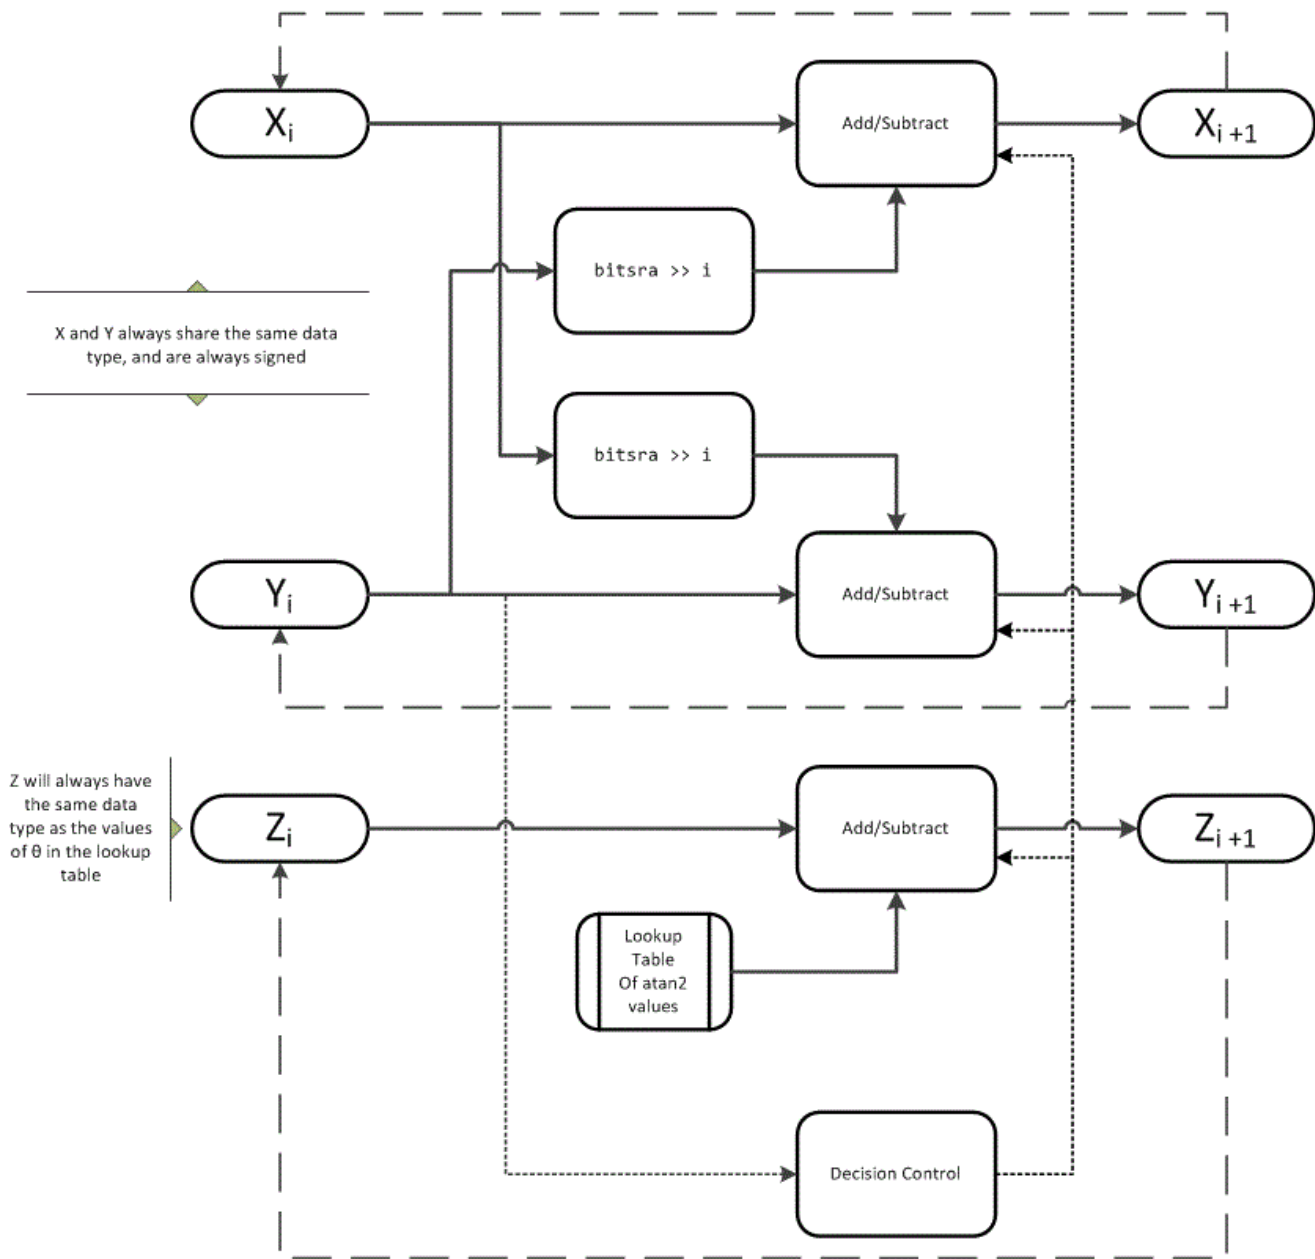 Xᵢ
Add/Subtract
Xᵢ₊₁
bitsra >> i
X and Y always share the same data
type, and are always signed
bitsra >> i
Yᵢ
Add/Subtract
Yᵢ₊₁
Z will always have
the same data
type as the values
of θ in the lookup
table
Zᵢ
Add/Subtract
Zᵢ₊₁
Lookup
Table
Of atan2
values
Decision Control